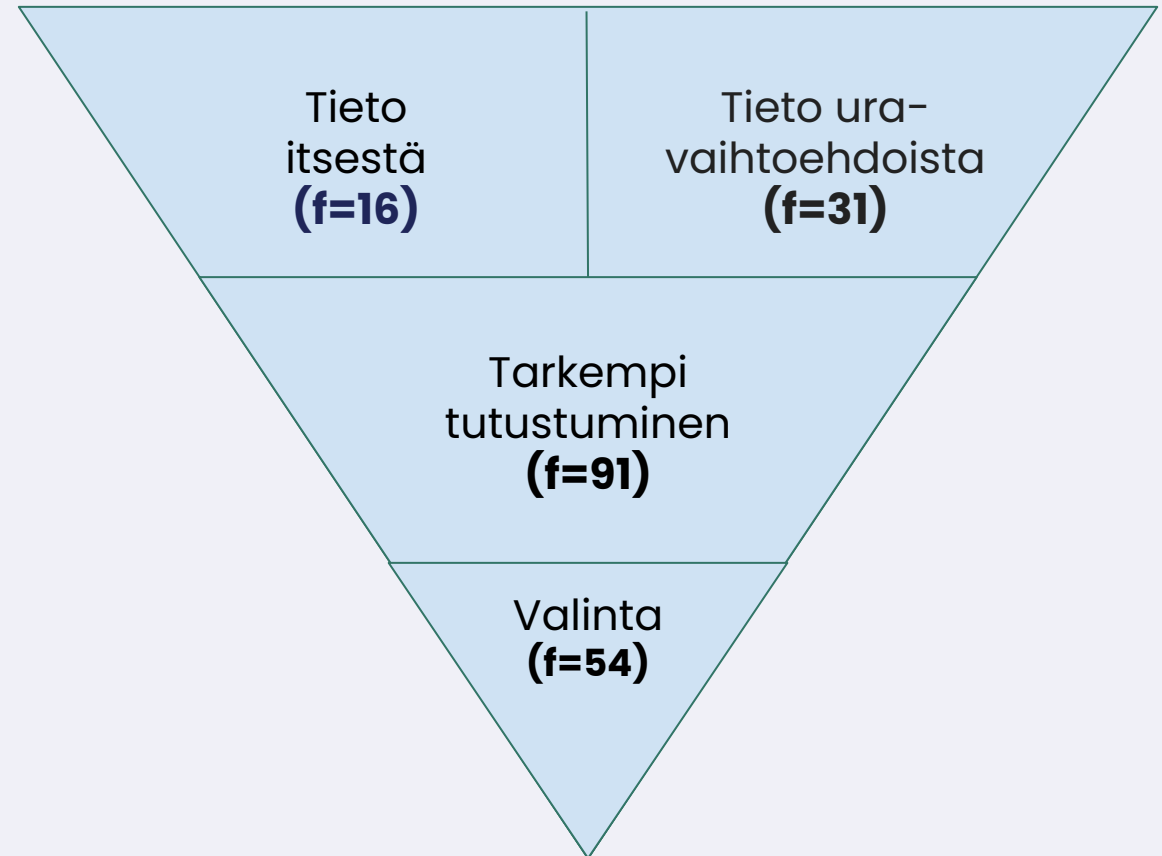 Tieto
itsestä
(f=16)
Tieto ura-
vaihtoehdoista
(f=31)
Tarkempi
tutustuminen
(f=91)
Valinta
(f=54)